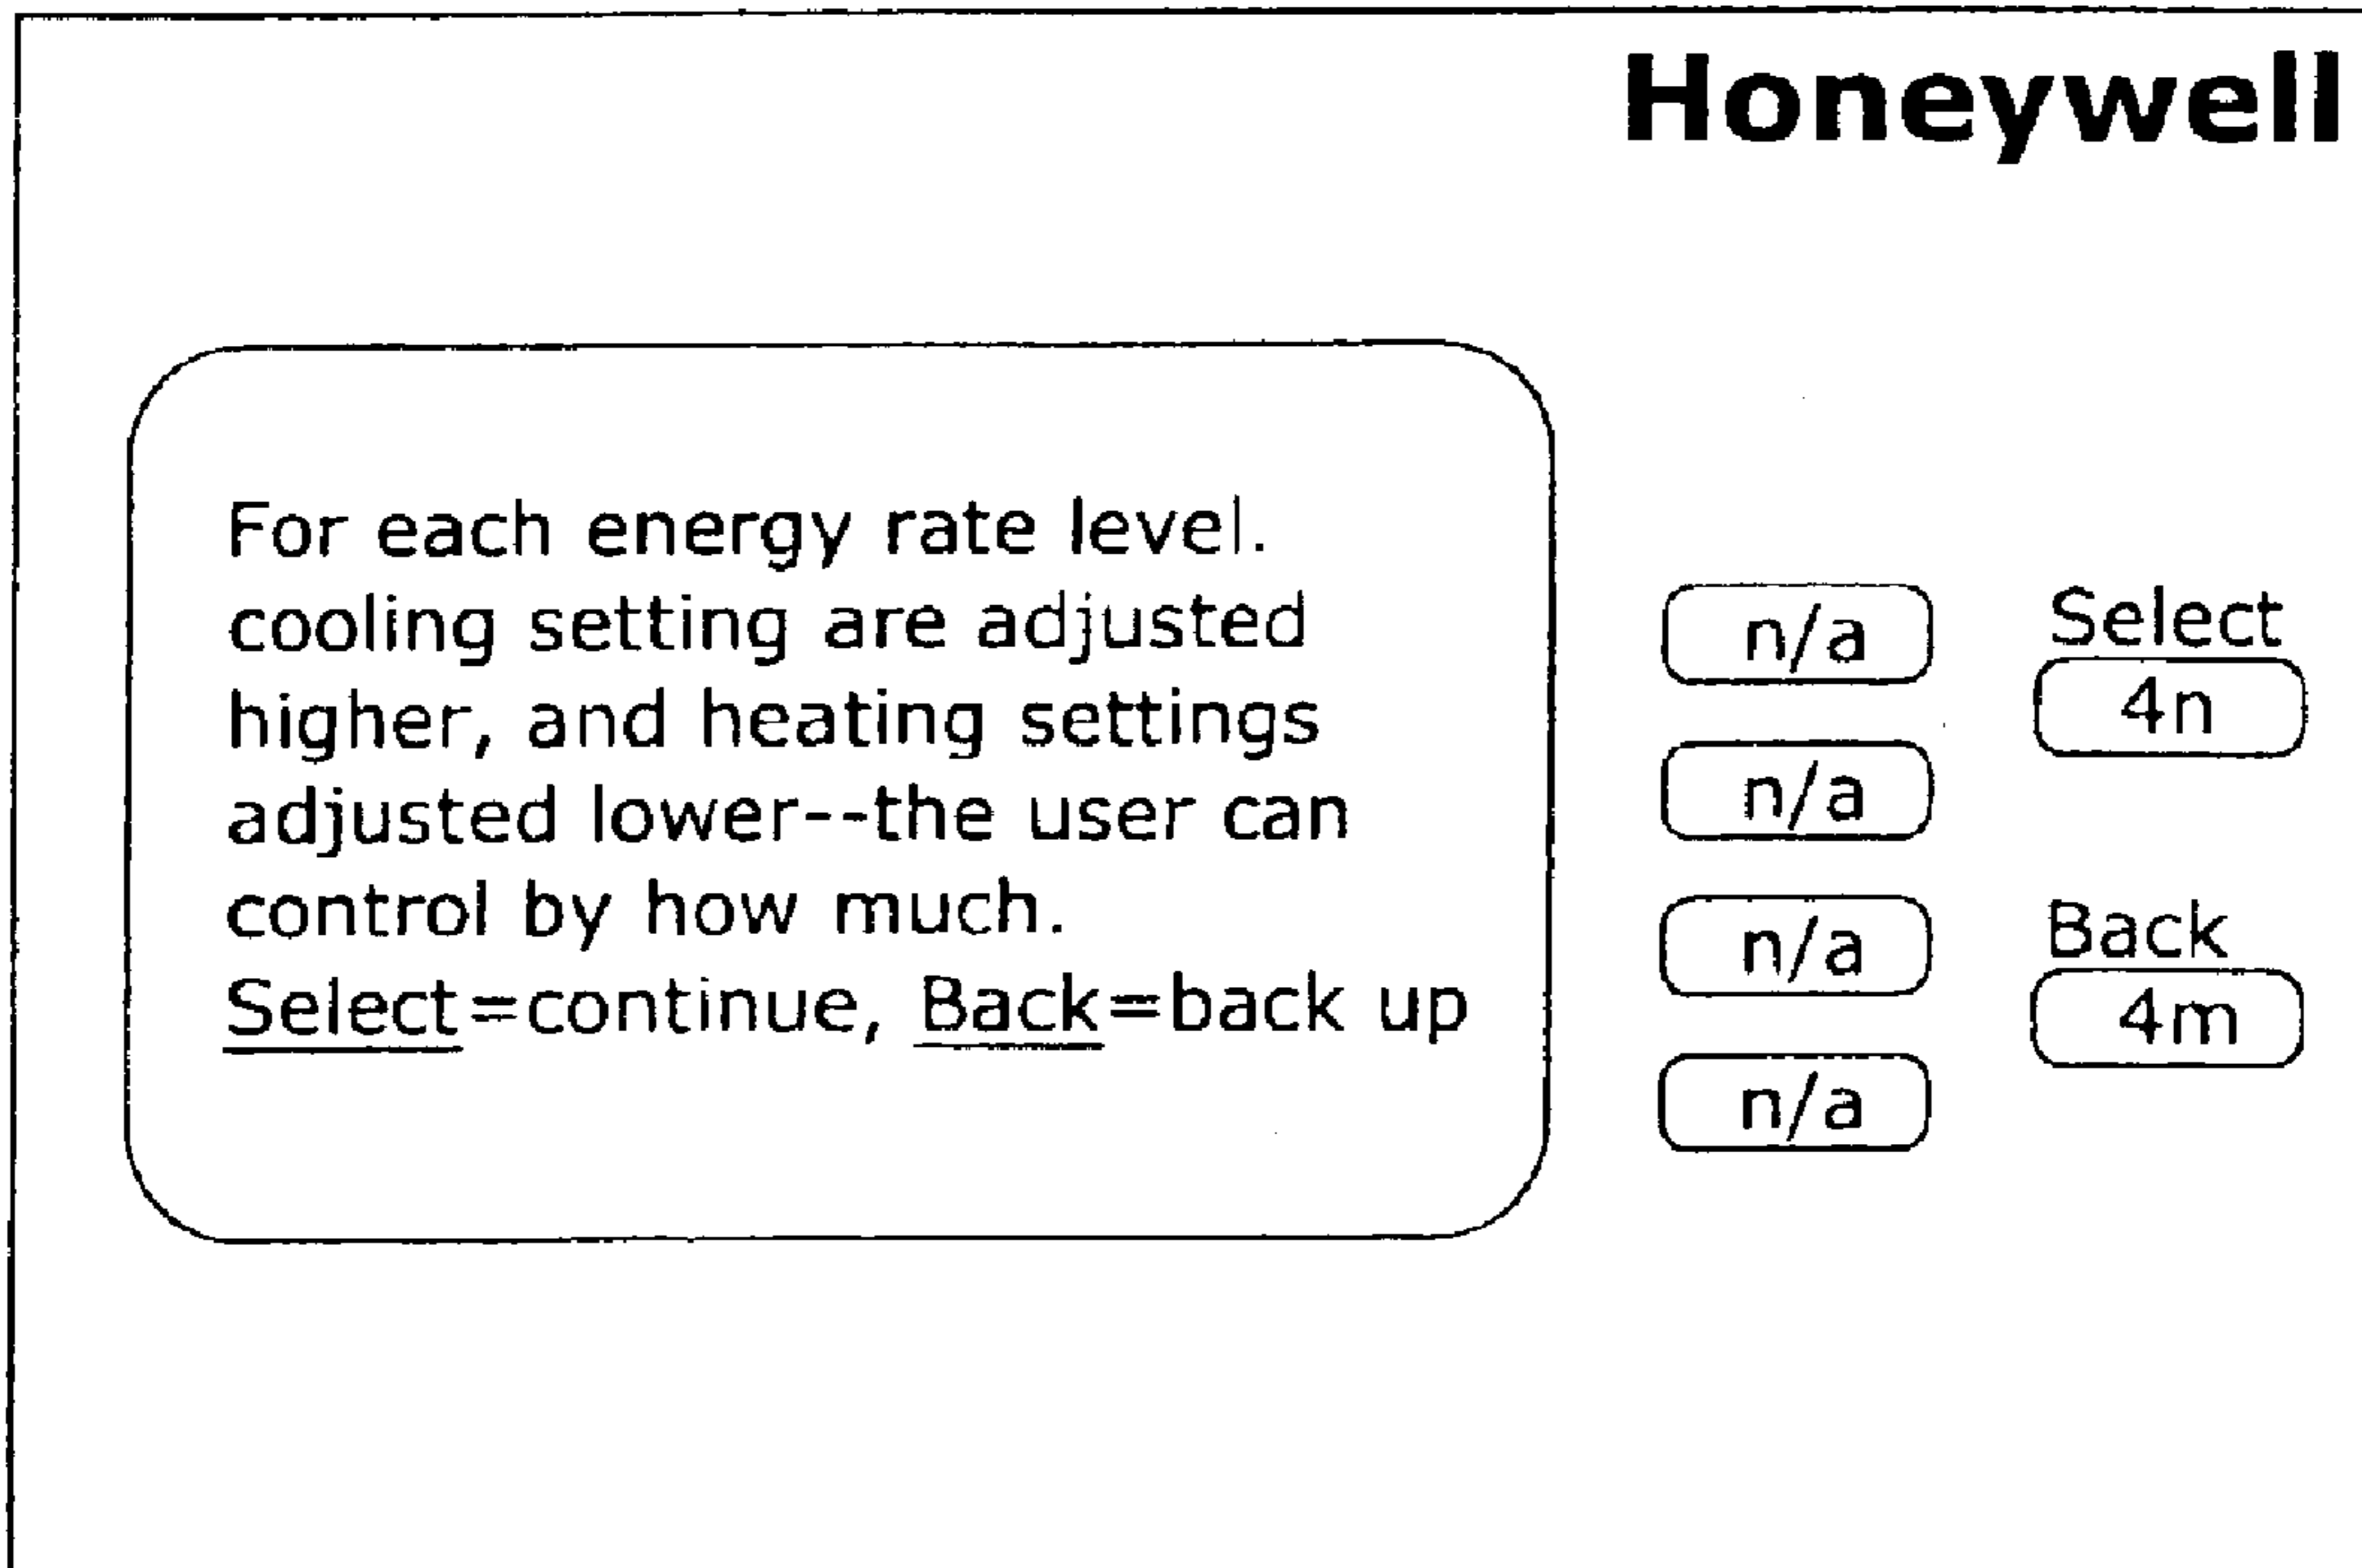 Honeywell
For each energy rate level.
cooling setting are adjusted
higher, and heating settings
adjusted lower--the user can
control by how much.
Select=continue, Back=back up
n/a
Select
4n
n/a
n/a
Back
4m
n/a